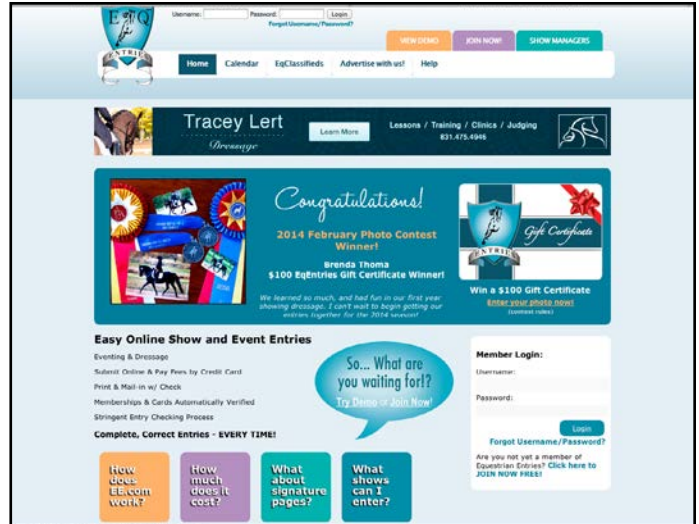 Username:
Password:
Login
Forgot Username/Password?
EQ
ENTRIES
VIEW DEMO
JOIN NOW!
SHOW MANAGERS
Home
Calendar
EqClassifieds
Advertise with us!
Help
Tracey Lert
Dressage
Learn More
Lessons / Training / Clinics / Judging
831.475.4946
Congratulations!
2014 February Photo Contest
Winner!
Brenda Thoma
$100 EqEntries Gift Certificate Winner!
We learned so much, and had fun in our first year
showing dressage. I can't wait to begin gotting our
entries together for the 2014 season!
Gift Certificate
ENTRIES
Win a $100 Gift Certificate
Enter your photo now!
(contest rules)
Easy Online Show and Event Entries
Eventing & Dressage
Submit Online & Pay Fees by Credit Card
Print & Mail-in w/ Check
Memberships & Cards Automatically Verified
Stringent Entry Checking Process
Complete, Correct Entries - EVERY TIME!
So... What are
you waiting for!?
Try Demo or Join Now!
Member Login:
Username:
Password:
Login
Forgot Username/Password?
Are you not yet a member of
Equestrian Entries? Click here to
JOIN NOW FREE!
How
does
EE.com
work?
How
much
does it
cost?
What
about
signature
pages?
What
shows
can I
enter?